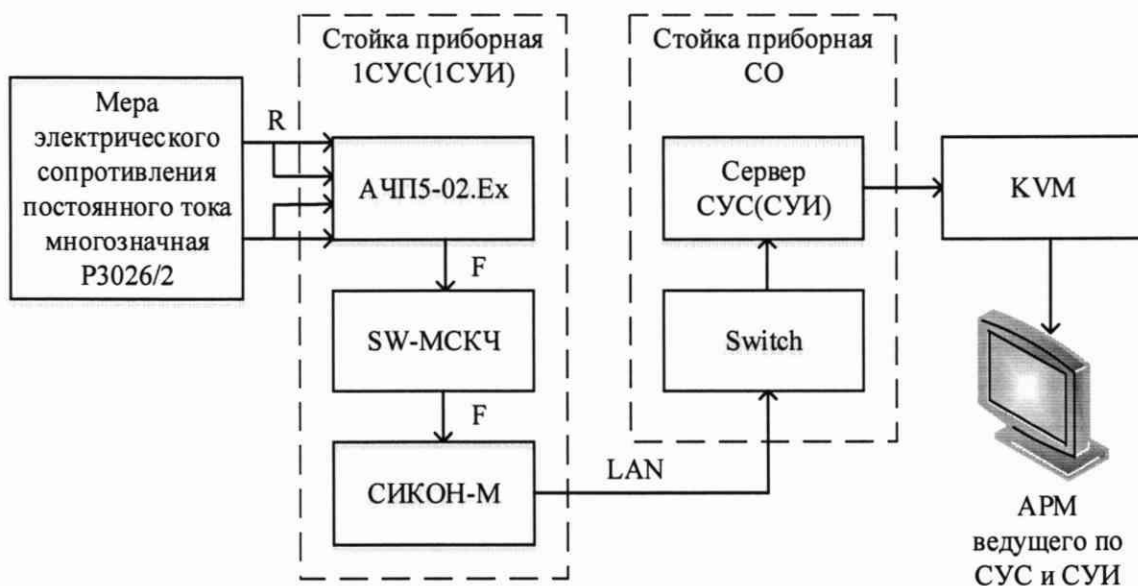 Стойка приборная
1СУС(1СУИ)
Стойка приборная
СО
Мера
электрического
сопротивления
постоянного тока
многозначная
Р3026/2
R
АЧП5-02.Ex
F
SW-МСКЧ
F
СИКОН-М
LAN
Сервер
СУС(СУИ)
Switch
KVM
АРМ
ведущего по
СУС и СУИ